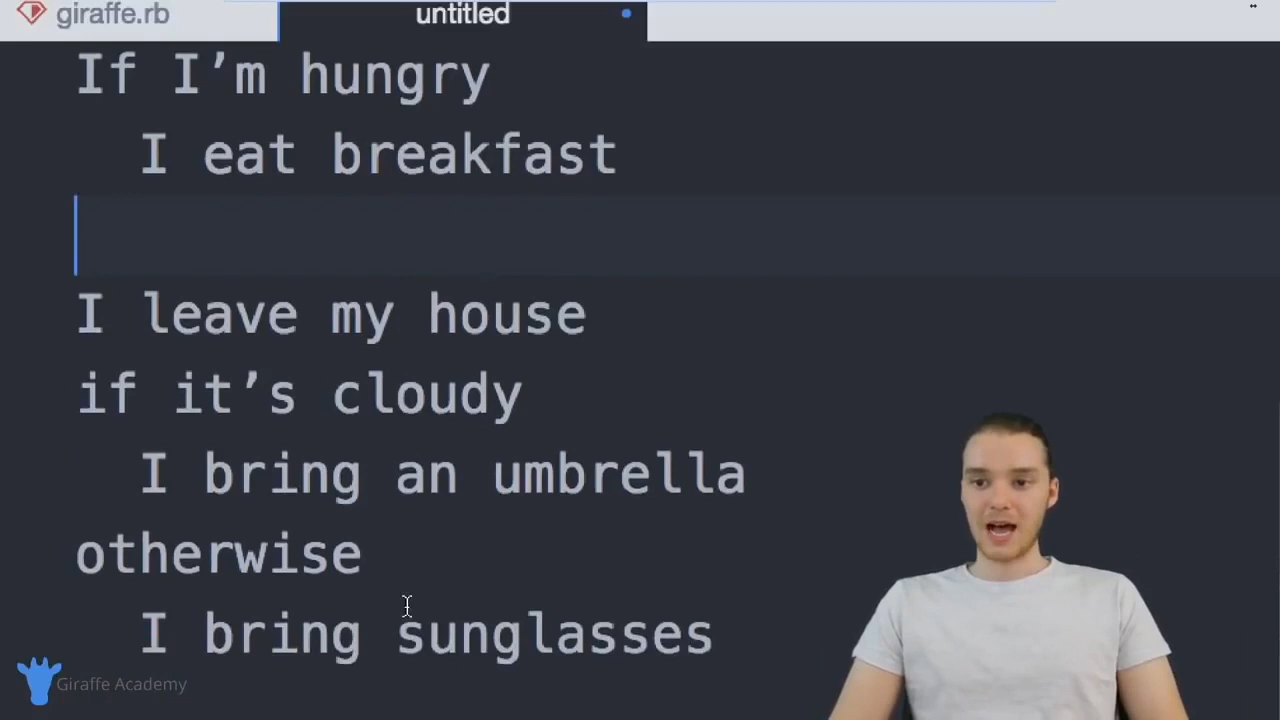 giraffe.rb
untitled
If I’m hungry
I eat breakfast
I leave my house
if it’s cloudy
I bring an umbrella
otherwise
I bring sunglasses
Giraffe Academy